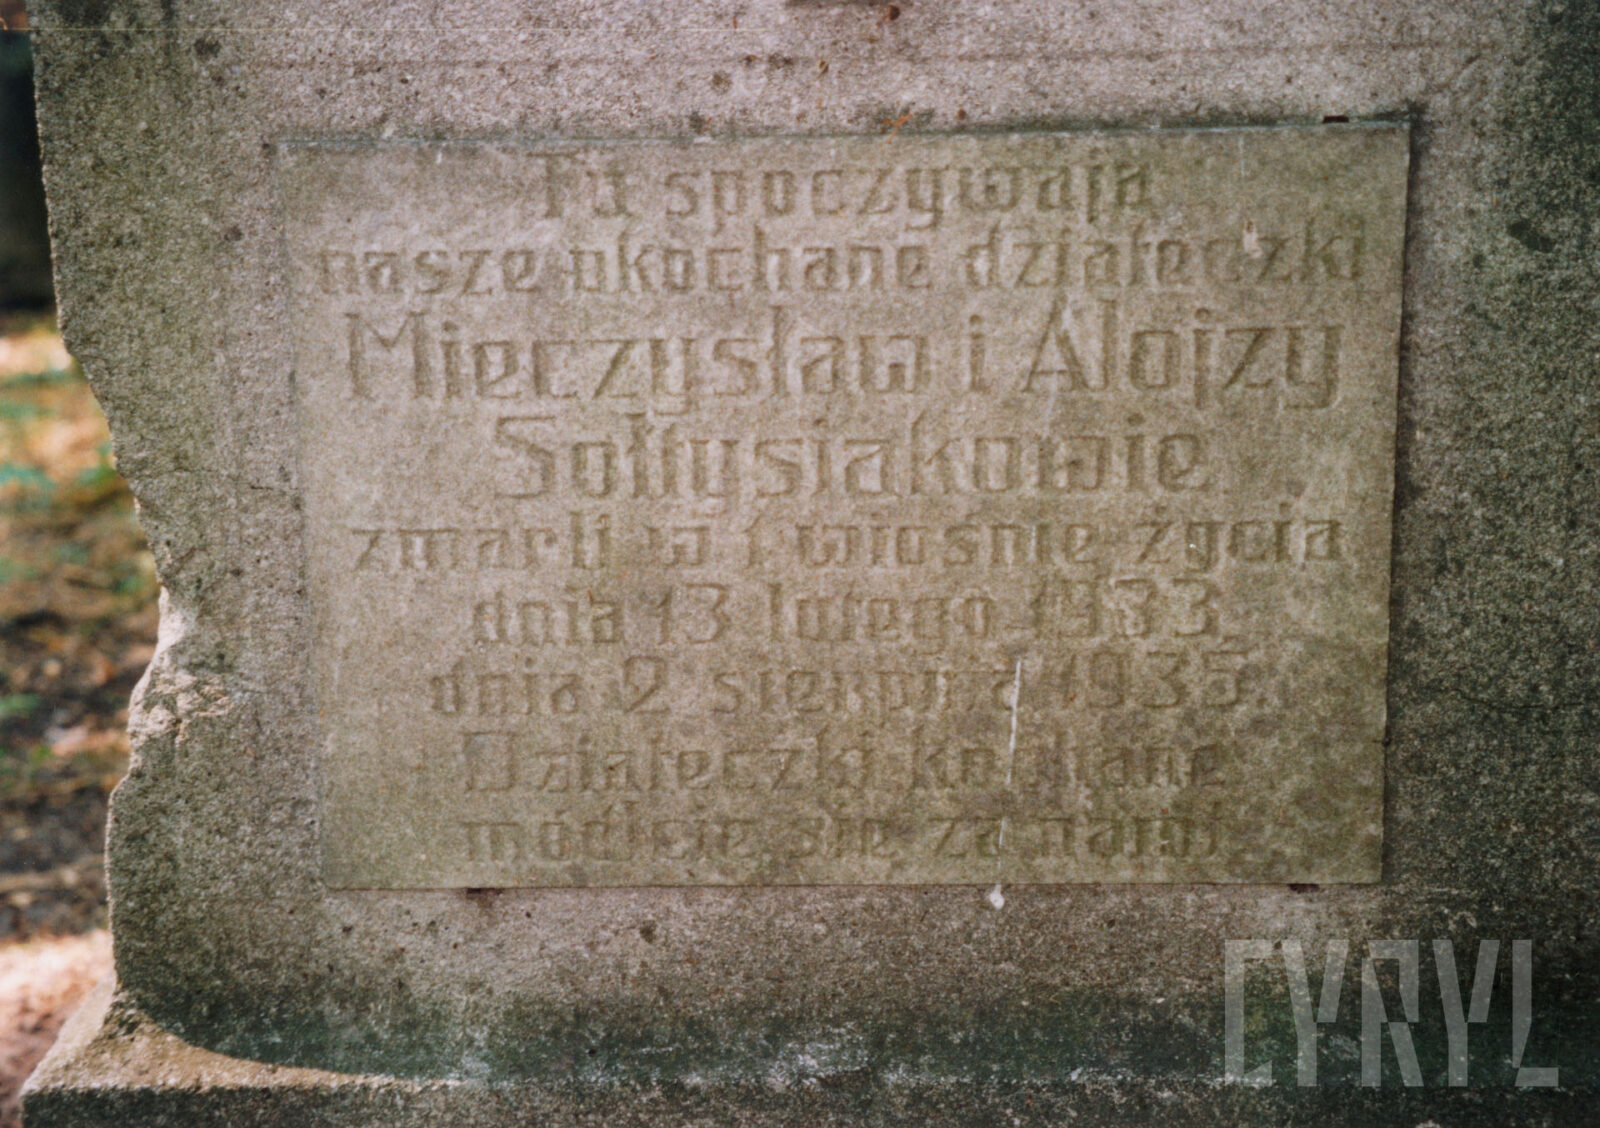 Tu spoczywają
nasze ukochane dziateczki
Mieczysław i Alojzy
Sołtysiakowie
zmarli w 1 wiośnie życia
dnia 13 lutego 1933
dnia 2 sierpnia 1935.
Dziateczki kochane
módlcie się za nami
CYRYL